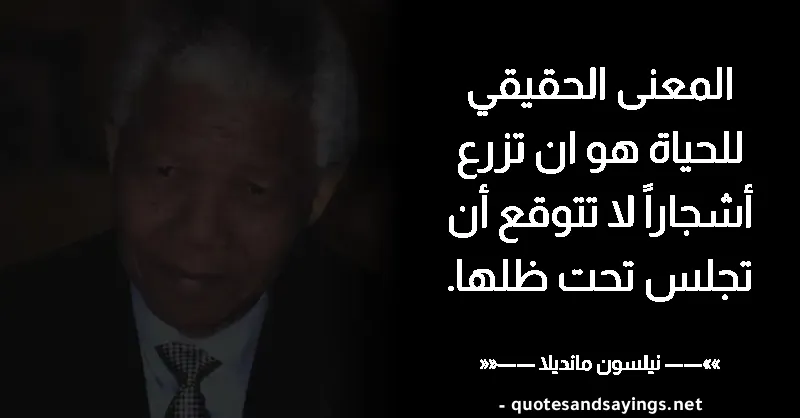 المعنى الحقيقي
للحياة هو ان تزرع
أشجاراً لا تتوقع أن
تجلس تحت ظلها.
»»—— نيلسون مانديلا ——««
- quotesandsayings.net